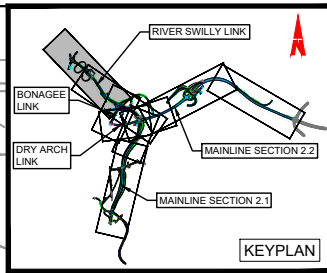 RIVER SWILLY LINK
BONAGEE
LINK
DRY ARCH
LINK
MAINLINE SECTION 2.2
MAINLINE SECTION 2.1
KEYPLAN